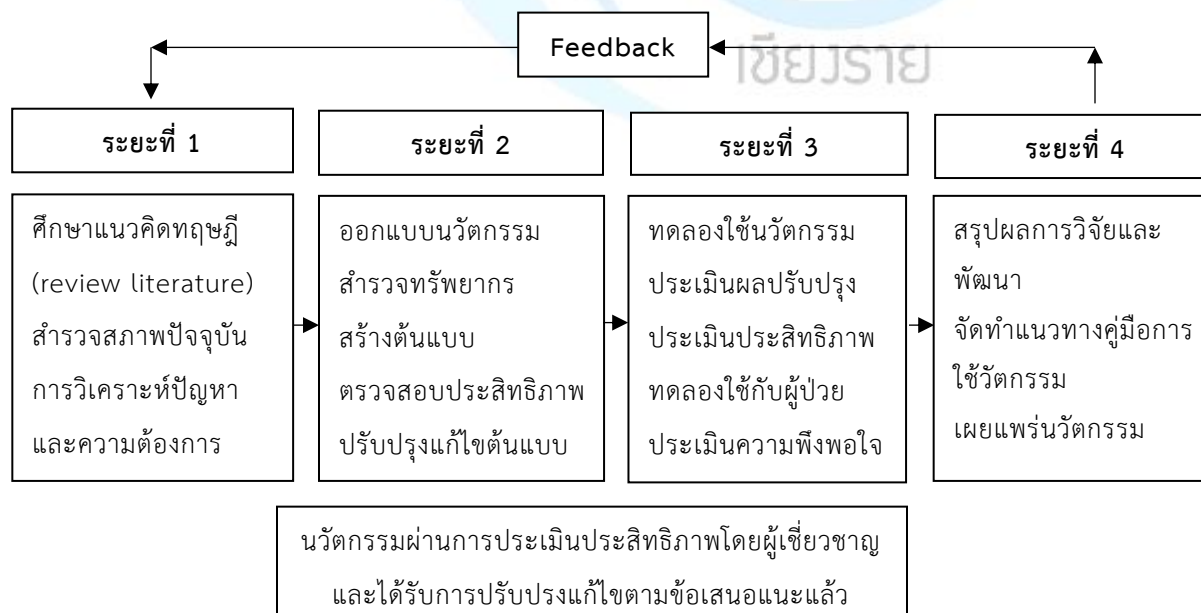 Feedback
เชียงราย
ระยะที่ 1
ระยะที่ 2
ระยะที่ 3
ระยะที่ 4
ศึกษาแนวคิดทฤษฎี
(review literature)
สำรวจสภาพปัจจุบัน
การวิเคราะห์ปัญหา
และความต้องการ
ออกแบบนวัตกรรม
สำรวจทรัพยากร
สร้างต้นแบบ
ตรวจสอบประสิทธิภาพ
ปรับปรุงแก้ไขต้นแบบ
ทดลองใช้นวัตกรรม
ประเมินผลปรับปรุง
ประเมินประสิทธิภาพ
ทดลองใช้กับผู้ป่วย
ประเมินความพึงพอใจ
สรุปผลการวิจัยและ
พัฒนา
จัดทำแนวทางคู่มือการ
ใช้วัตกรรม
เผยแพร่นวัตกรรม
นวัตกรรมผ่านการประเมินประสิทธิภาพโดยผู้เชี่ยวชาญ
และได้รับการปรับปรงแก้ไขตามข้อเสนอแนะแล้ว